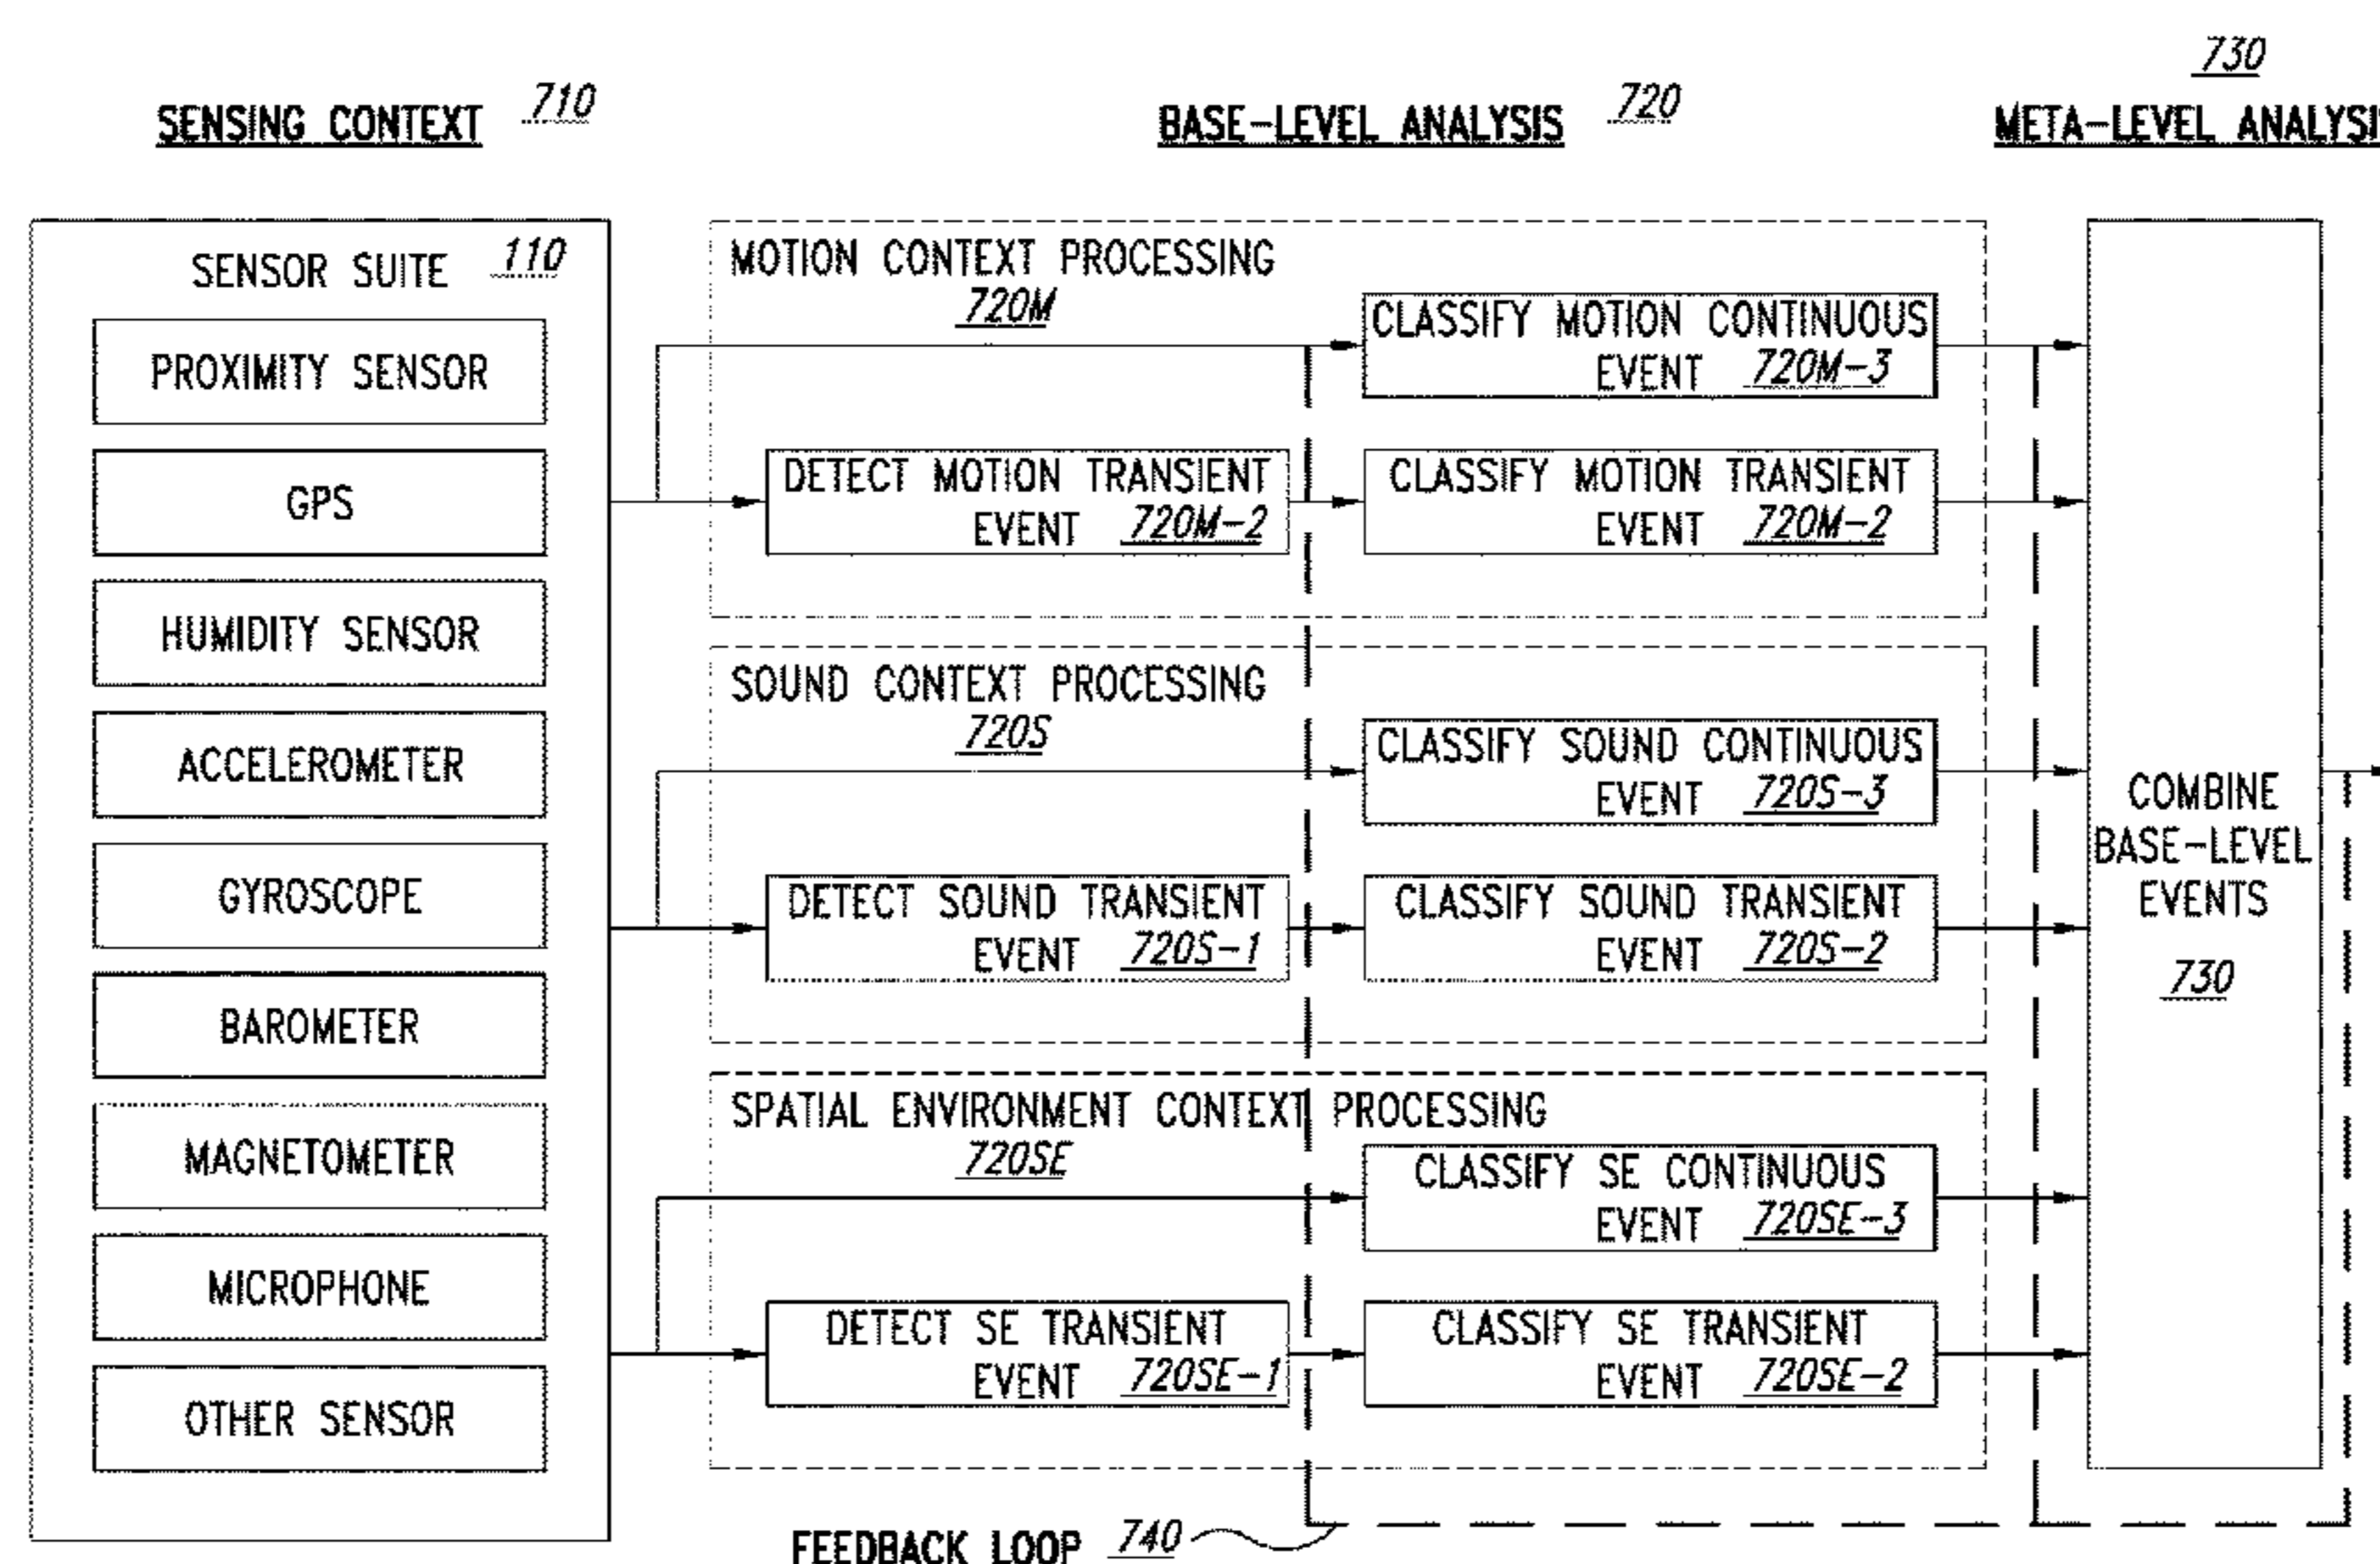 730
SENSING CONTEXT 710
BASE-LEVEL ANALYSIS 720
META-LEVEL ANALYSI
SENSOR SUITE 110
PROXIMITY SENSOR
GPS
HUMIDITY SENSOR
ACCELEROMETER
GYROSCOPE
BAROMETER
MAGNETOMETER
MICROPHONE
OTHER SENSOR
MOTION CONTEXT PROCESSING
720M
CLASSIFY MOTION CONTINUOUS
EVENT 720M-3
DETECT MOTION TRANSIENT
EVENT 720M-2
CLASSIFY MOTION TRANSIENT
EVENT 720M-2
SOUND CONTEXT PROCESSING
720S
CLASSIFY SOUND CONTINUOUS
EVENT 720S-3
DETECT SOUND TRANSIENT
EVENT 720S-1
CLASSIFY SOUND TRANSIENT
EVENT 720S-2
SPATIAL ENVIRONMENT CONTEXT PROCESSING
720SE
CLASSIFY SE CONTINUOUS
EVENT 720SE-3
DETECT SE TRANSIENT
EVENT 720SE-1
CLASSIFY SE TRANSIENT
EVENT 720SE-2
COMBINE
BASE-LEVEL
EVENTS
730
FEEDBACK LOOP 740